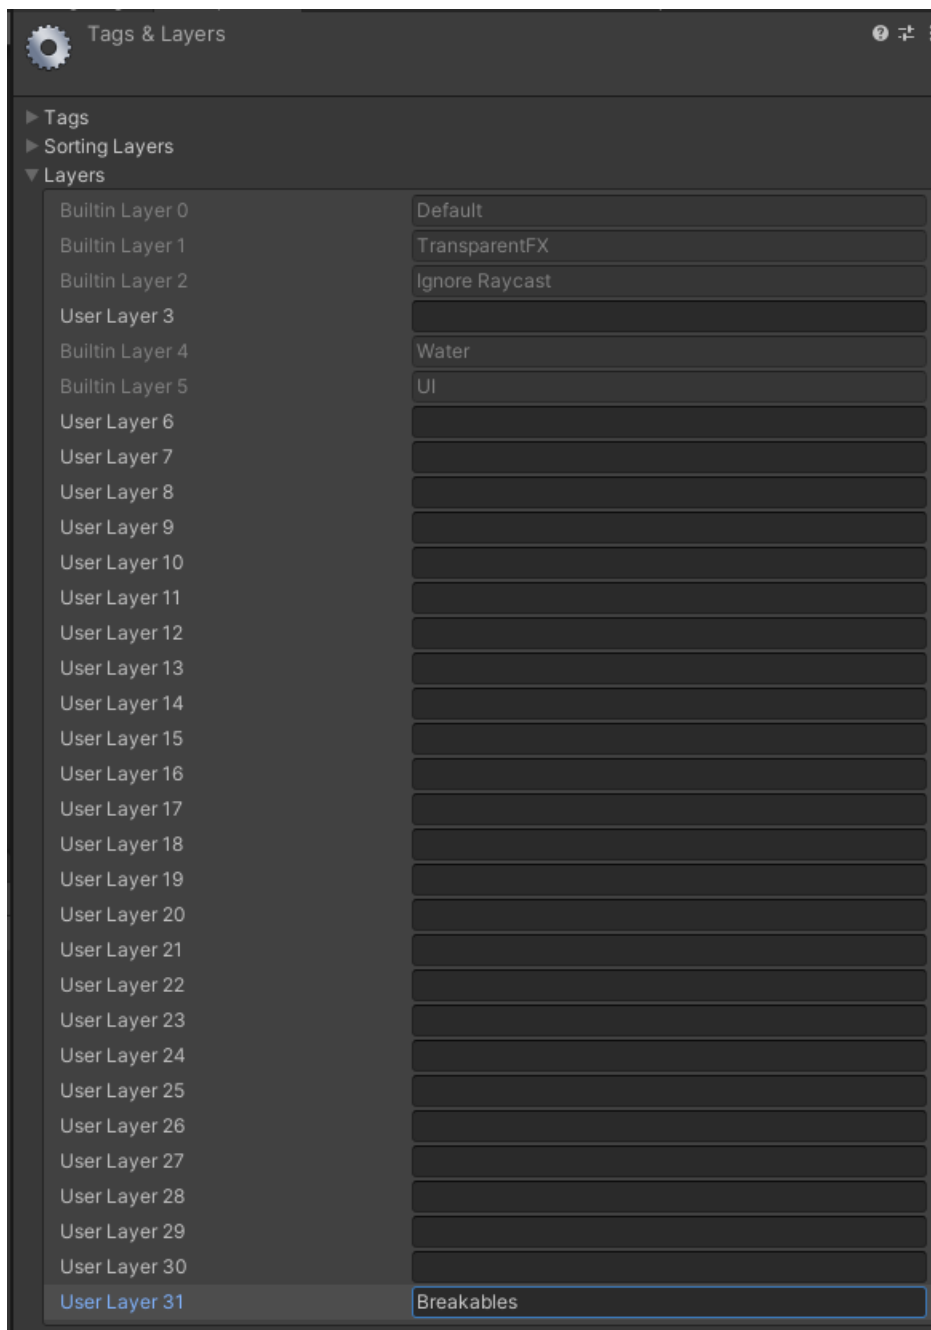 Tags & Layers
Tags
Sorting Layers
Layers
Builtin Layer 0 Default
Builtin Layer 1 TransparentFX
Builtin Layer 2 Ignore Raycast
User Layer 3
Builtin Layer 4 Water
Builtin Layer 5 UI
User Layer 6
User Layer 7
User Layer 8
User Layer 9
User Layer 10
User Layer 11
User Layer 12
User Layer 13
User Layer 14
User Layer 15
User Layer 16
User Layer 17
User Layer 18
User Layer 19
User Layer 20
User Layer 21
User Layer 22
User Layer 23
User Layer 24
User Layer 25
User Layer 26
User Layer 27
User Layer 28
User Layer 29
User Layer 30
User Layer 31 Breakables